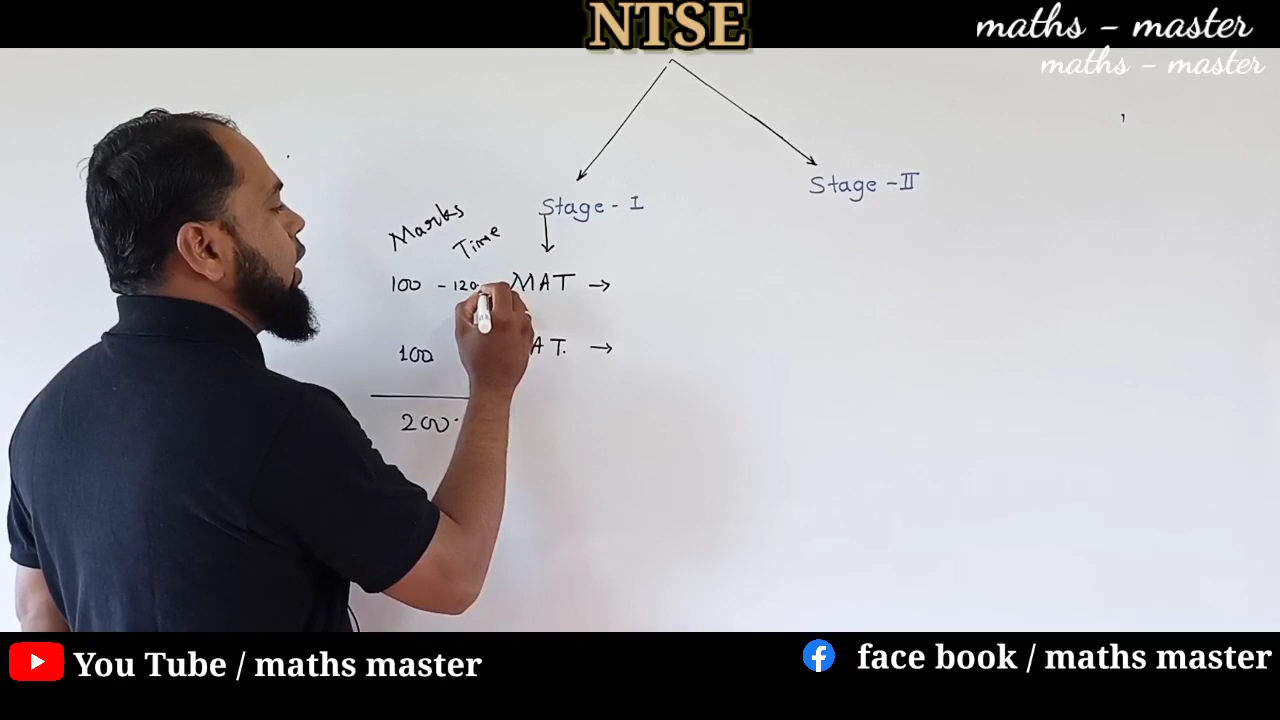 NTSE
maths - master
maths - master
Stage - II
Stage - I
Marks
Time
100 - 120 MAT →
100 AT. →
200
You Tube / maths master
face book / maths master